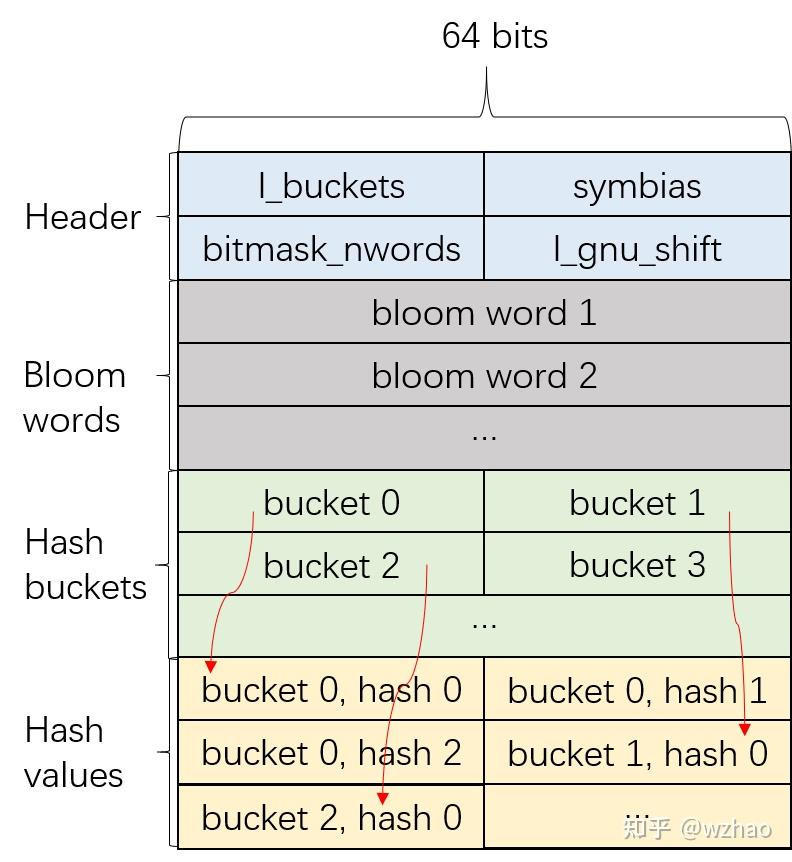 64 bits
Header
l_buckets
symbias
bitmask_nwords
l_gnu_shift
Bloom
words
bloom word 1
bloom word 2
...
Hash
buckets
bucket 0
bucket 1
bucket 2
bucket 3
...
Hash
values
bucket 0, hash 0
bucket 0, hash 1
bucket 0, hash 2
bucket 1, hash 0
bucket 2, hash 0
...
知乎 @wzhao